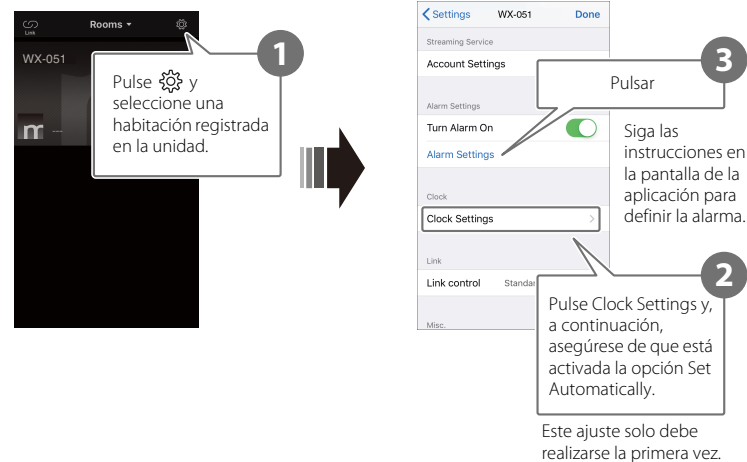 Link
Rooms
WX-051
m
1
Pulse y
seleccione una
habitación registrada
en la unidad.
Settings WX-051 Done
Streaming Service
Account Settings
Alarm Settings
Turn Alarm On
Alarm Settings
Clock
Clock Settings
Link
Link control Standar
Misc.
3
Pulsar
Siga las
instrucciones en
la pantalla de la
aplicación para
definir la alarma.
2
Pulse Clock Settings y,
a continuación,
asegúrese de que está
activada la opción Set
Automatically.
Este ajuste solo debe
realizarse la primera vez.